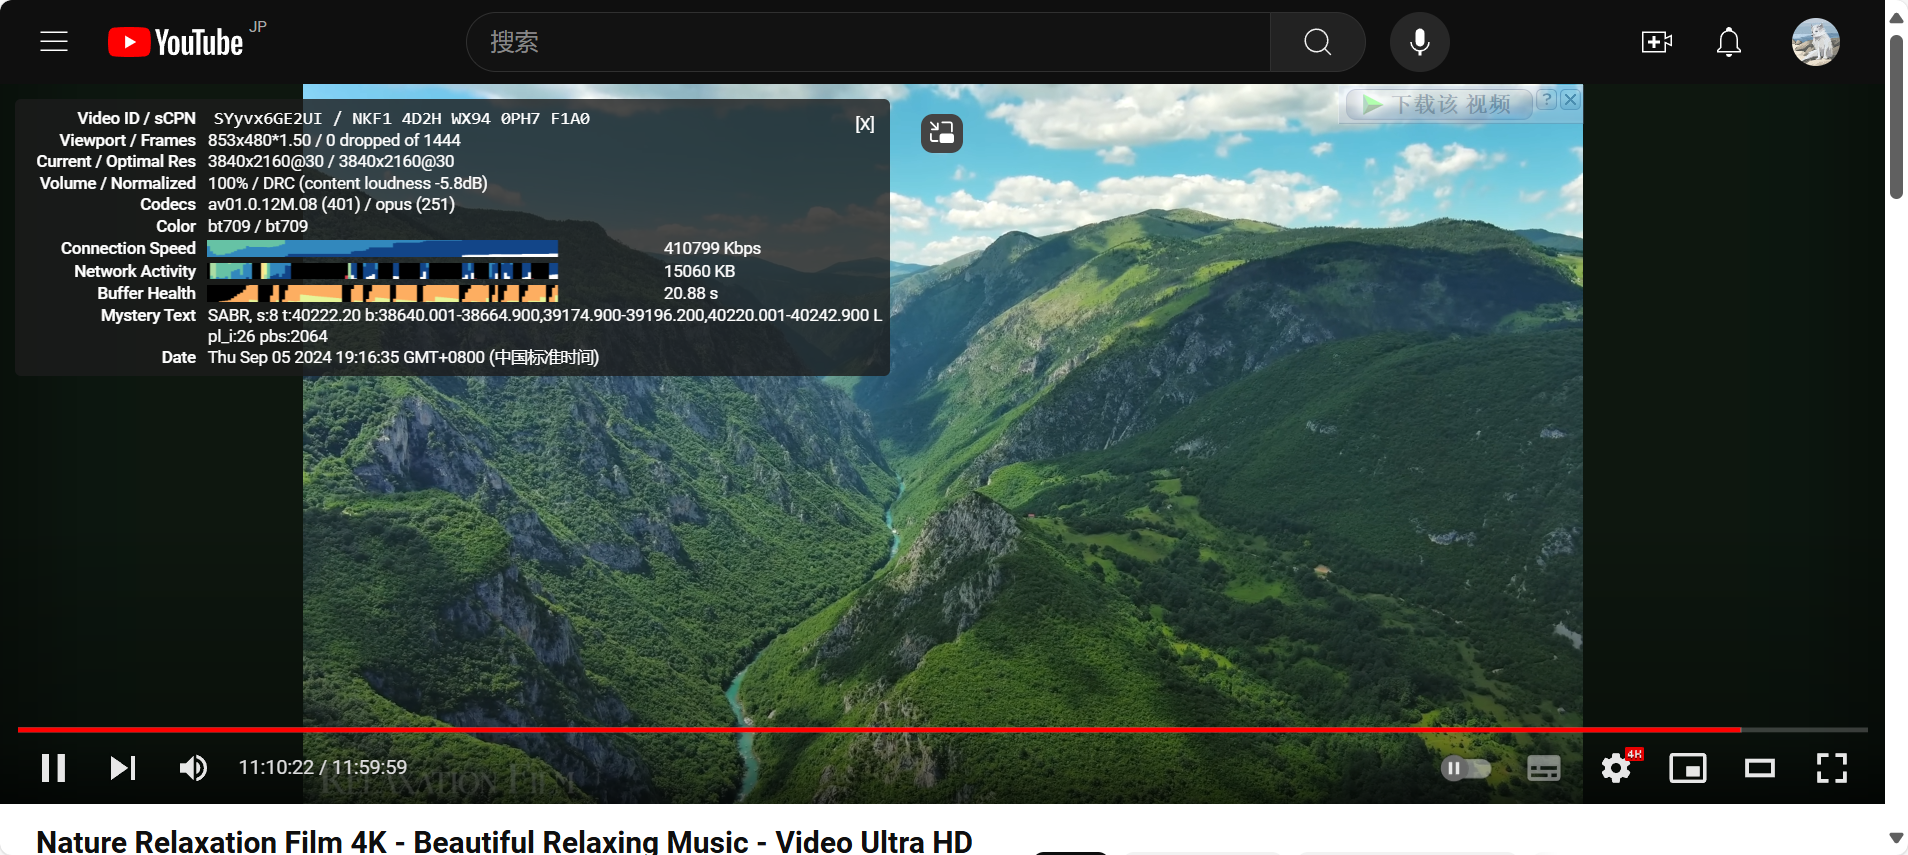 YouTube JP
搜索
下载该 视频 ? X
Video ID / sCPN SYyvx6GE2UI / NKF1 4D2H WX94 0PH7 F1A0
[X]
Viewport / Frames 853x480*1.50 / 0 dropped of 1444
Current / Optimal Res 3840x2160@30 / 3840x2160@30
Volume / Normalized 100% / DRC (content loudness -5.8dB)
Codecs av01.0.12M.08 (401) / opus (251)
Color bt709 / bt709
Connection Speed 410799 Kbps
Network Activity 15060 KB
Buffer Health 20.88 s
Mystery Text SABR, s:8 t:40222.20 b:38640.001-38664.900,39174.900-39196.200,40220.001-40242.900 L
pl_i:26 pbs:2064
Date Thu Sep 05 2024 19:16:35 GMT+0800 (中国标准时间)
11:10:22 / 11:59:59
RELAXATION FILM
4K
Nature Relaxation Film 4K - Beautiful Relaxing Music - Video Ultra HD